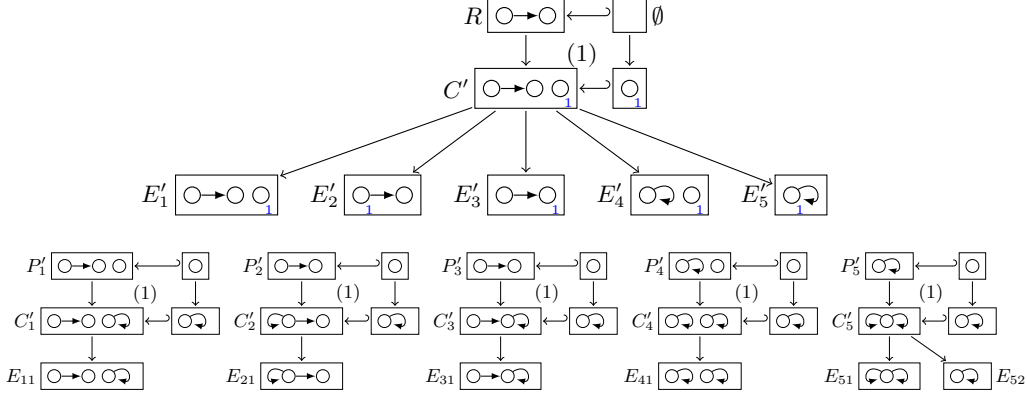 R ∅
(1)
C′ 1 1
E′₁ 1 E′₂ 1 E′₃ 1 E′₄ 1 E′₅ 1
P′₁ P′₂ P′₃ P′₄ P′₅
(1) (1) (1) (1) (1)
C′₁ C′₂ C′₃ C′₄ C′₅
E₁₁ E₂₁ E₃₁ E₄₁ E₅₁ E₅₂